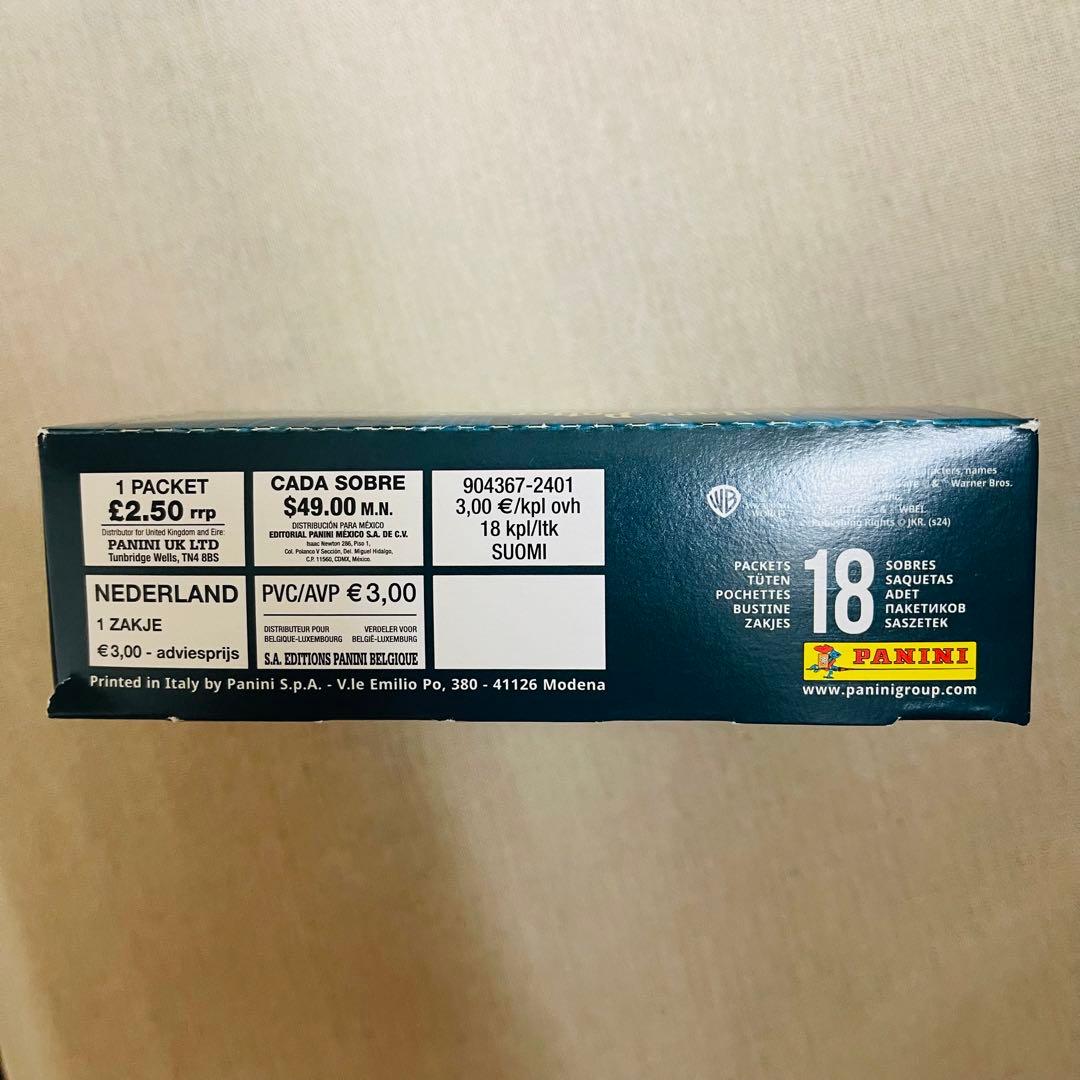 1 PACKET
£2.50 rrp
Distributor for United Kingdom and Eire:
PANINI UK LTD
Tunbridge Wells, TN4 8BS
CADA SOBRE
$49.00 M.N.
DISTRIBUCIÓN PARA MÉXICO
EDITORIAL PANINI MÉXICO S.A. DE C.V.
Isaac Newton 286, Piso 1,
Col. Polanco V Sección, Del. Miguel Hidalgo,
C.P. 11560, CDMX, México.
904367-2401
3,00 €/kpl ovh
18 kpl/ltk
SUOMI
NEDERLAND
1 ZAKJE
€3,00 - adviesprijs
PVC/AVP €3,00
DISTRIBUTEUR POUR
BELGIQUE-LUXEMBOURG
VERDELER VOOR
BELGIË-LUXEMBURG
S.A. EDITIONS PANINI BELGIQUE
Printed in Italy by Panini S.p.A. - V.le Emilio Po, 380 - 41126 Modena
WB
names
& Warner Bros.
WBEI.
Publishing Rights © JKR. (s24)
PACKETS
TÜTEN
POCHETTES
BUSTINE
ZAKJES
18
SOBRES
SAQUETAS
ADET
ПАКЕТИКОВ
SASZETEK
PANINI
www.paninigroup.com